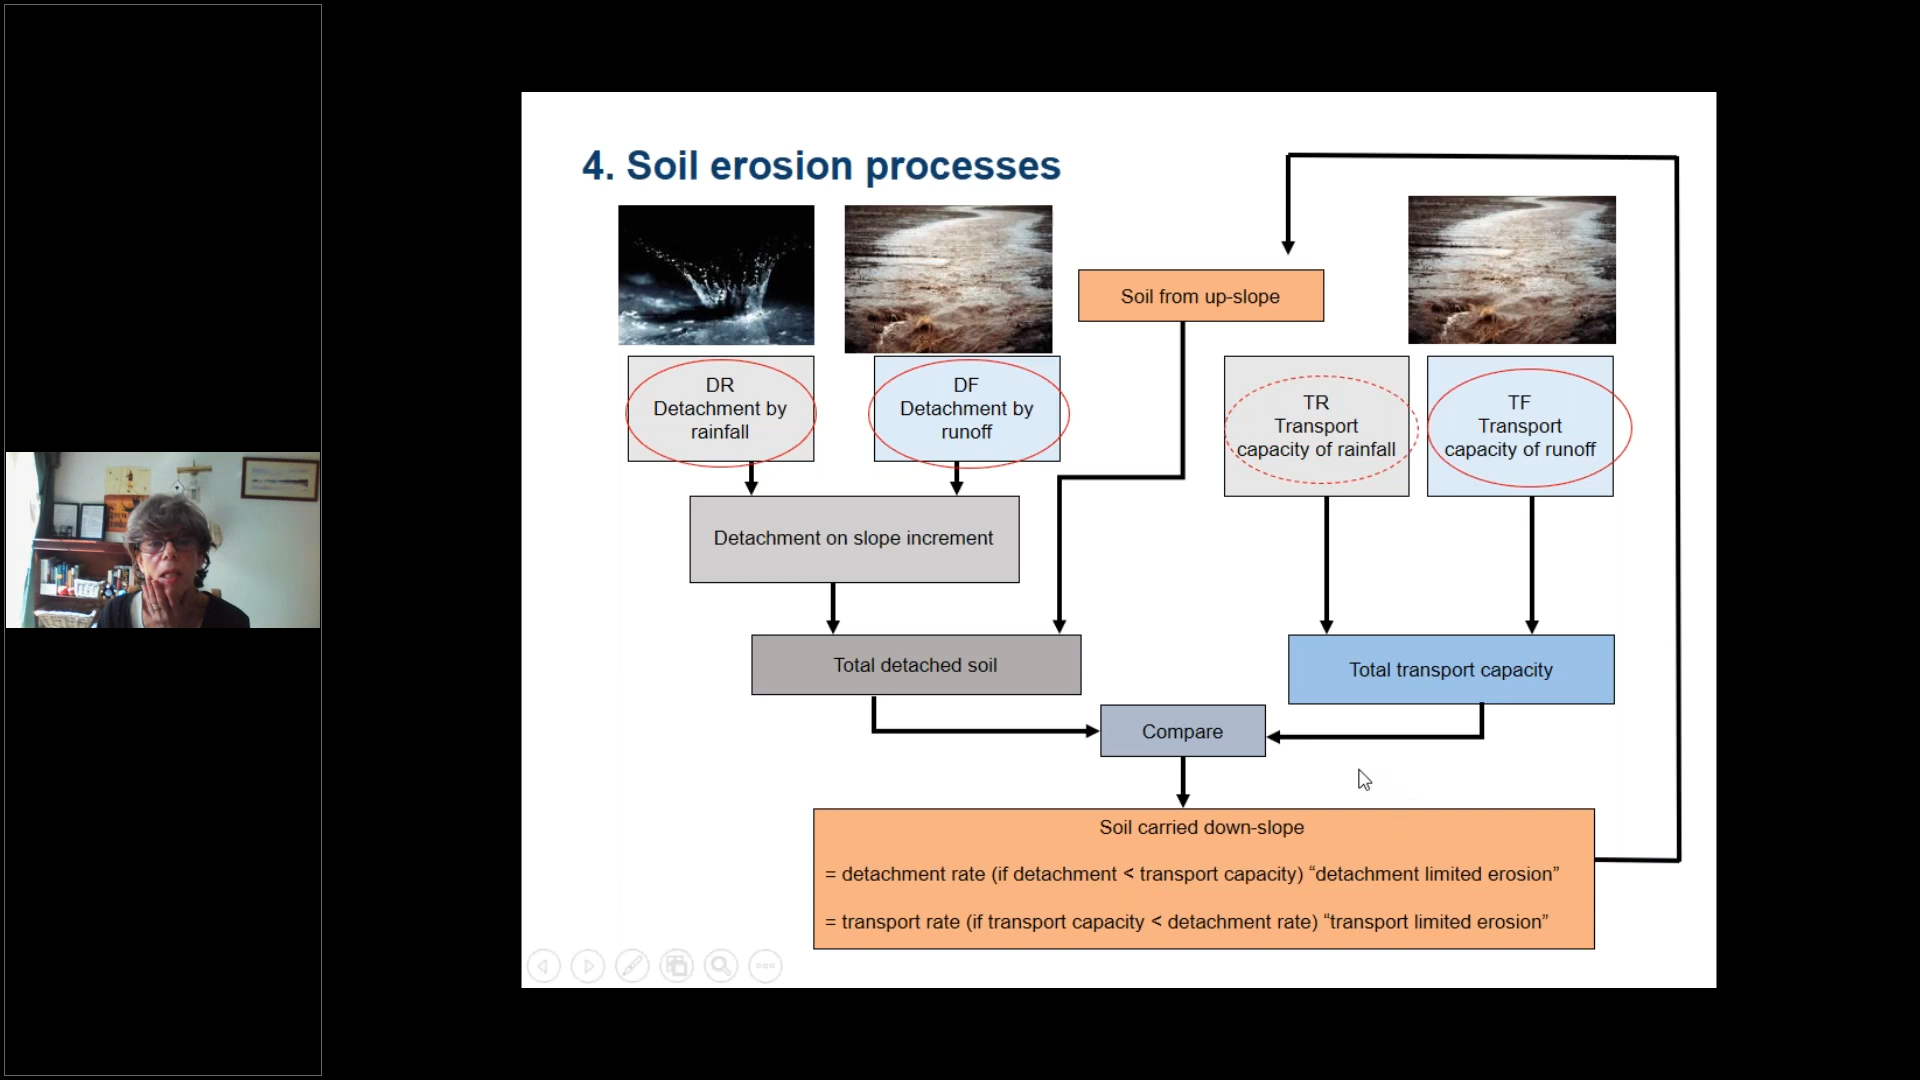 4. Soil erosion processes
Soil from up-slope
DR
Detachment by
rainfall
DF
Detachment by
runoff
TR
Transport
capacity of rainfall
TF
Transport
capacity of runoff
Detachment on slope increment
Total detached soil
Total transport capacity
Compare
Soil carried down-slope
= detachment rate (if detachment < transport capacity) “detachment limited erosion”
= transport rate (if transport capacity < detachment rate) “transport limited erosion”